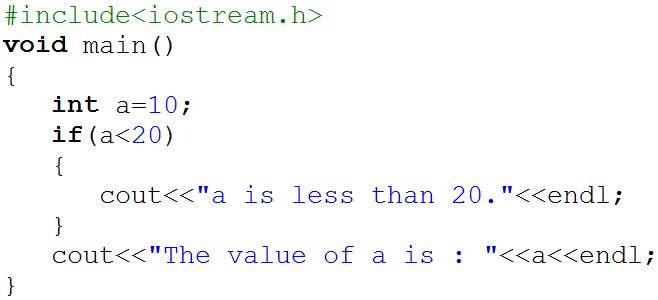 #include<iostream.h>
void main()
{
   int a=10;
   if(a<20)
   {
      cout<<"a is less than 20."<<endl;
   }
   cout<<"The value of a is : "<<a<<endl;
}